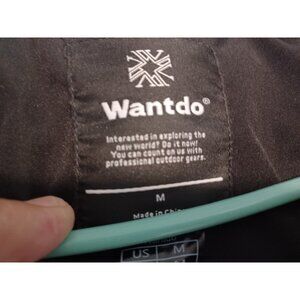 Wantdo®
Interested in exploring the
new world? Do it now!
You can count on us with
professional outdoor gears.
M
Made in China
US M